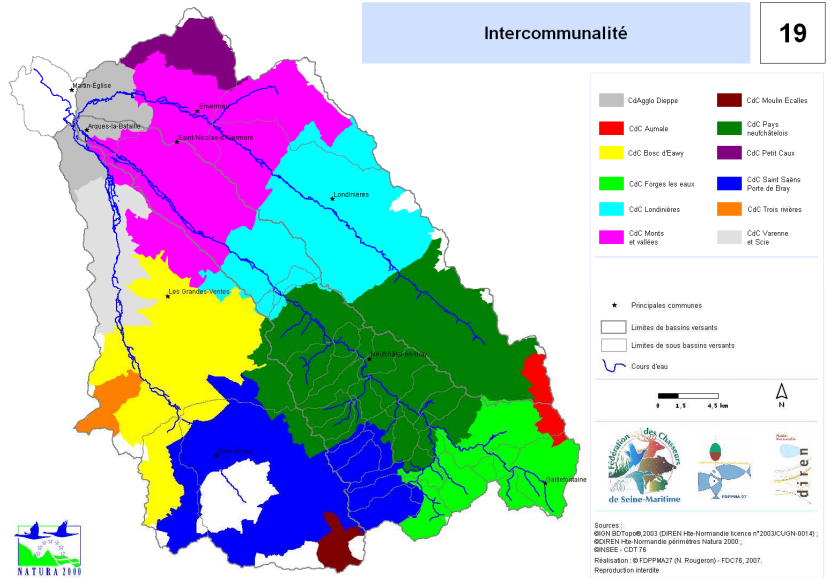 Intercommunalité
19
Martin-Église
Envermeu
Arques-la-Bataille
Saint-Nicolas-d'Aliermont
Londinières
Les Grandes-Ventes
Neufchâtel-en-Bray
Saint-Saëns
Gaillefontaine
CdAgglo Dieppe
CdC Aumale
CdC Bosc d'Eawy
CdC Forges les eaux
CdC Londinières
CdC Monts
et vallées
CdC Moulin Ecalles
CdC Pays
neufchâtelois
CdC Petit Caux
CdC Saint Saëns
Porte de Bray
CdC Trois rivières
CdC Varenne
et Scie
Principales communes
Limites de bassins versants
Limites de sous bassins versants
Cours d'eau
0 1,5 4,5 km
N
Fédération des Chasseurs
de Seine-Maritime
FDPPMA 27
diren
NATURA 2000
Sources :
©IGN BDTopo®,2003 (DIREN Hte-Normandie licence n°2003/CUGN-0014) ;
©DIREN Hte-Normandie périmètres Natura 2000 ;
©INSEE - CDT 76
Réalisation : © FDPPMA27 (N. Rougeron) - FDC76, 2007.
Reproduction interdite